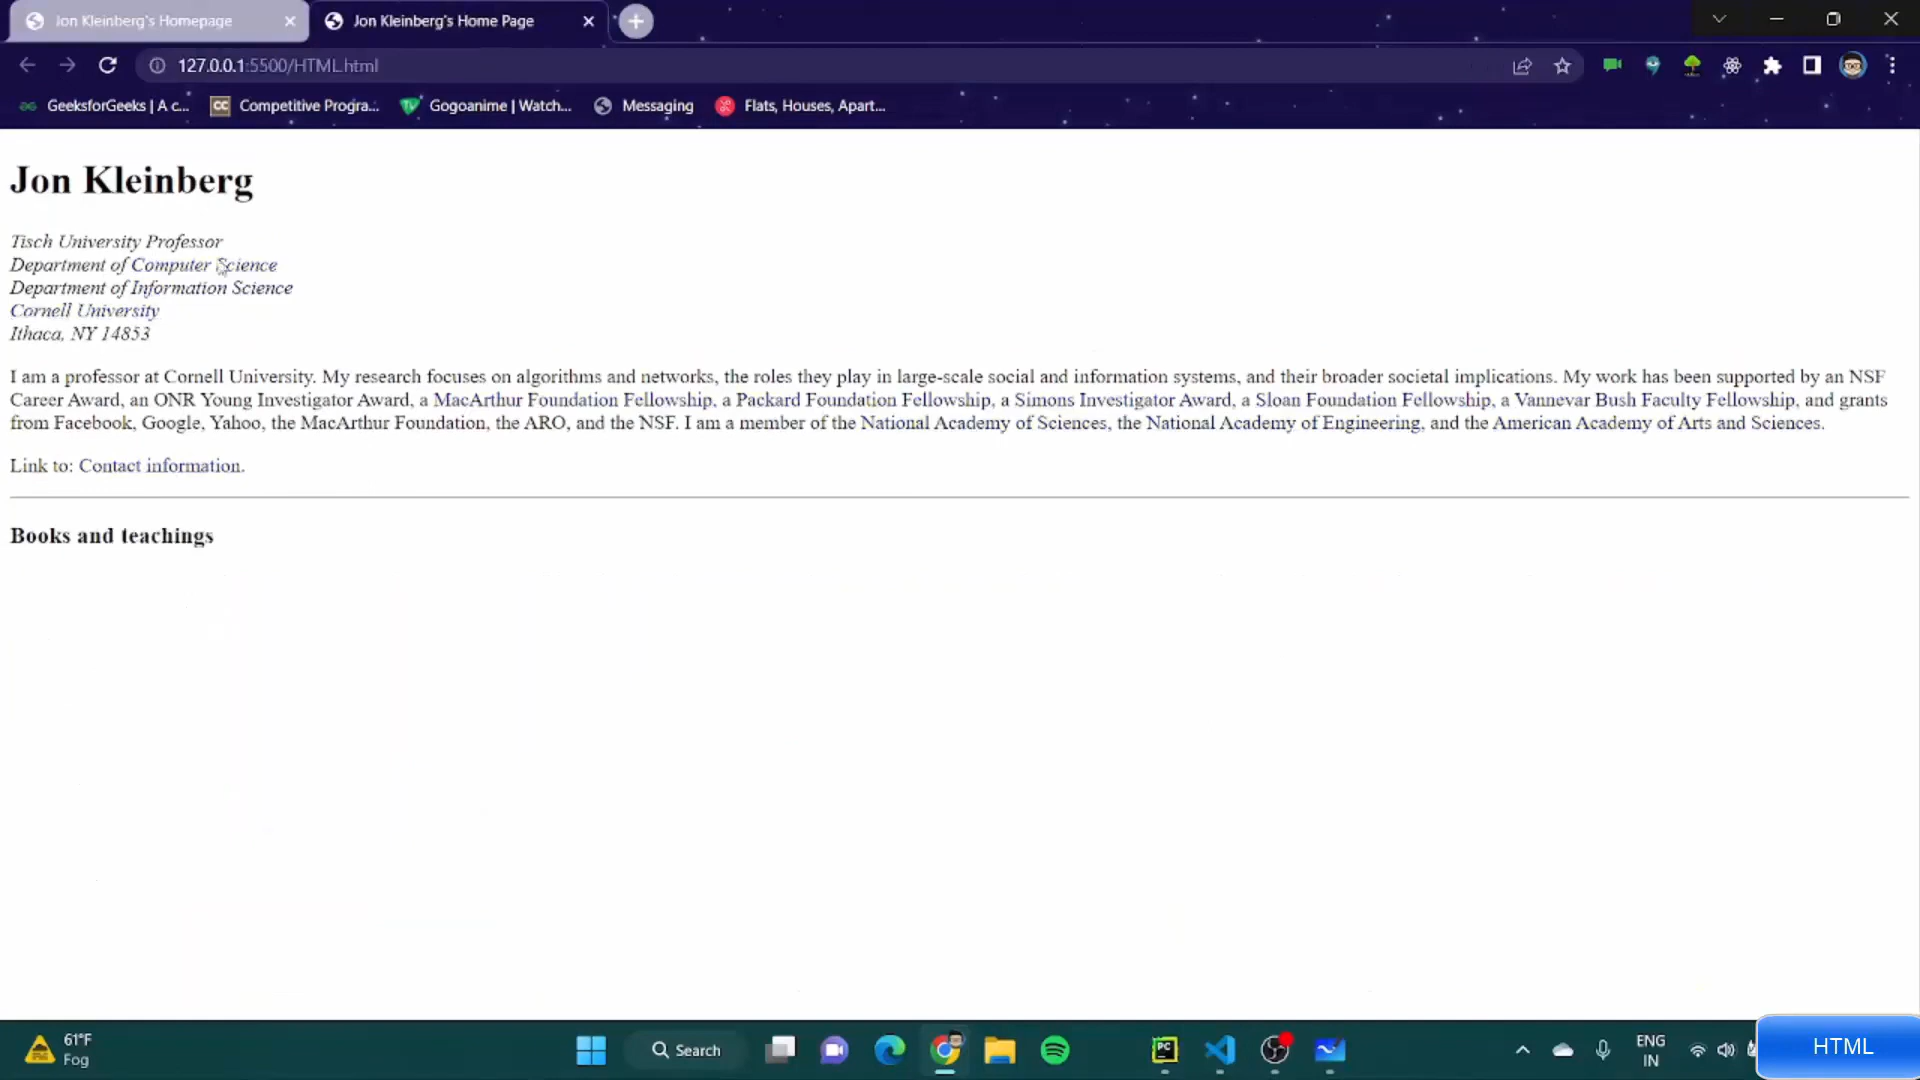 Jon Kleinberg's Homepage
Jon Kleinberg's Home Page
127.0.0.1:5500/HTML.html
GeeksforGeeks | A c...
CC Competitive Progra...
Gogoanime | Watch...
Messaging
Flats, Houses, Apart...
Jon Kleinberg
Tisch University Professor
Department of Computer Science
Department of Information Science
Cornell University
Ithaca, NY 14853
I am a professor at Cornell University. My research focuses on algorithms and networks, the roles they play in large-scale social and information systems, and their broader societal implications. My work has been supported by an NSF
Career Award, an ONR Young Investigator Award, a MacArthur Foundation Fellowship, a Packard Foundation Fellowship, a Simons Investigator Award, a Sloan Foundation Fellowship, a Vannevar Bush Faculty Fellowship, and grants
from Facebook, Google, Yahoo, the MacArthur Foundation, the ARO, and the NSF. I am a member of the National Academy of Sciences, the National Academy of Engineering, and the American Academy of Arts and Sciences.
Link to: Contact information.
Books and teachings
61°F
Fog
Search
PC
ENG
IN
HTML